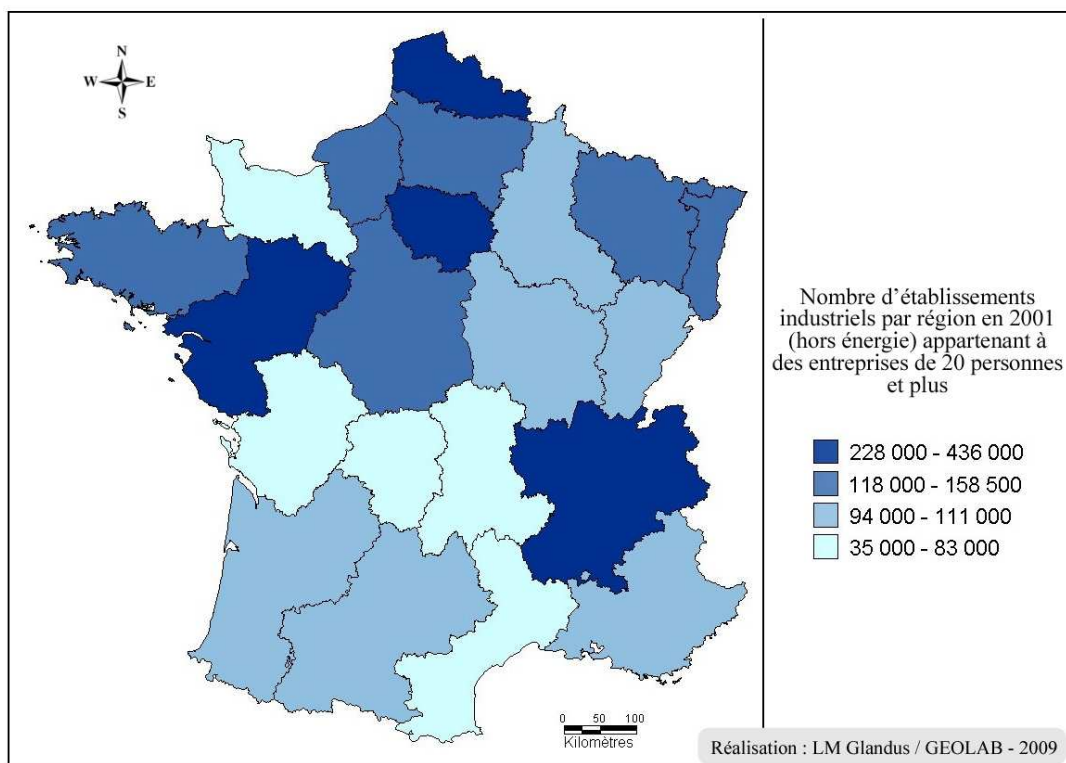 N
W E
S
Nombre d'établissements
industriels par région en 2001
(hors énergie) appartenant à
des entreprises de 20 personnes
et plus
228 000 - 436 000
118 000 - 158 500
94 000 - 111 000
35 000 - 83 000
0 50 100
Kilomètres
Réalisation : LM Glandus / GEOLAB - 2009